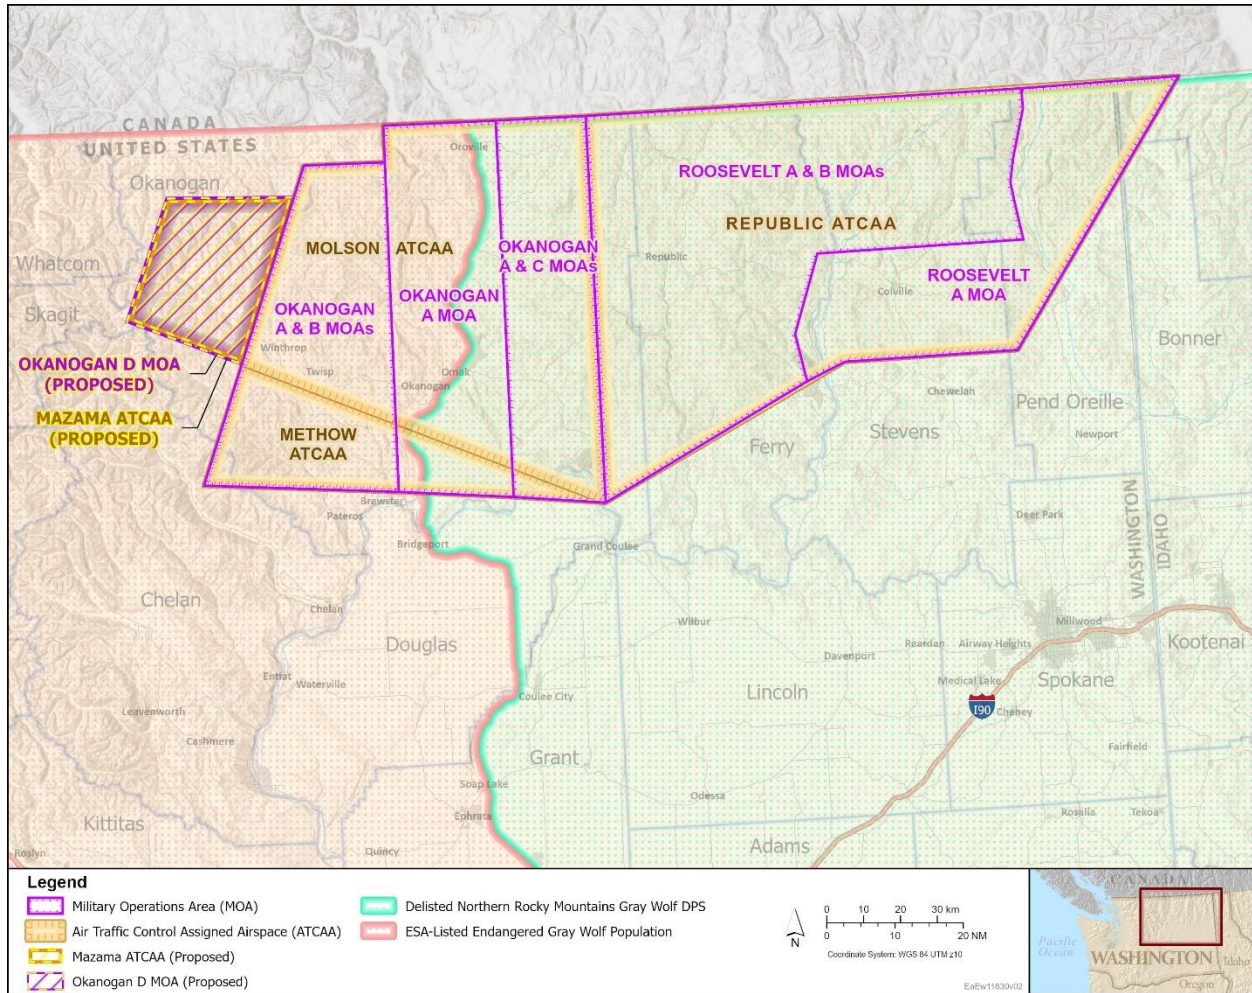 CANADA
UNITED STATES
Okanogan
Oroville
ROOSEVELT A & B MOAs
REPUBLIC ATCAA
MOLSON ATCAA
OKANOGAN
A & C MOAs
Republic
Whatcom
Skagit
OKANOGAN
A & B MOAs
OKANOGAN
A MOA
ROOSEVELT
A MOA
Colville
Bonner
Winthrop
Twisp
Omak
Okanogan
OKANOGAN D MOA
(PROPOSED)
MAZAMA ATCAA
(PROPOSED)
METHOW
ATCAA
Chewelah
Pend Oreille
Stevens
Newport
Ferry
Brewster
Pateros
Bridgeport
Grand Coulee
Deer Park
WASHINGTON
IDAHO
Chelan
Chelan
Douglas
Wilbur
Reardan
Airway Heights
Millwood
Kootenai
Davenport
Entiat
Waterville
Coulee City
Lincoln
Medical Lake
Spokane
I90
Cheney
Leavenworth
Cashmere
Grant
Fairfield
Soap Lake
Ephrata
Odessa
Rosalia
Tekoa
Kittitas
Roslyn
Quincy
Adams
Legend
Military Operations Area (MOA)
Air Traffic Control Assigned Airspace (ATCAA)
Mazama ATCAA (Proposed)
Okanogan D MOA (Proposed)
Delisted Northern Rocky Mountains Gray Wolf DPS
ESA-Listed Endangered Gray Wolf Population
N
0 10 20 30 km
0 10 20 NM
Coordinate System: WGS 84 UTM z10
EaEw11830v02
CANADA
Pacific
Ocean
WASHINGTON
Idaho
Oregon